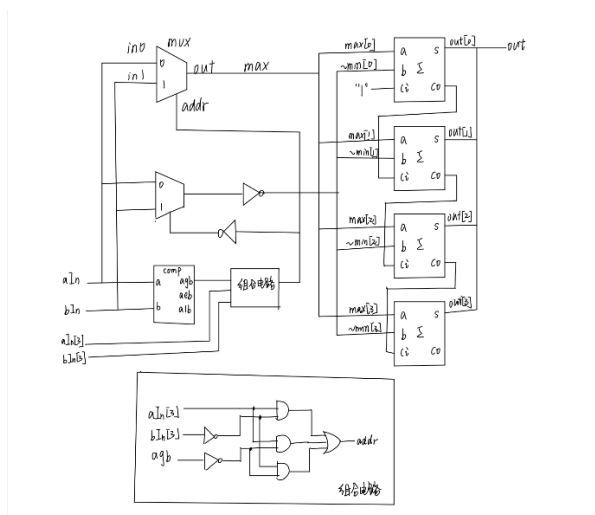 in0 mux
0 out max
in1
1
addr
0
1
comp
aIn a agb
aeb
bIn b alb
组合电路
aIn[3]
bIn[3]
max[0] a s out[0] out
~min[0] b Σ
"1" ci co
max[1] a s out[1]
~min[1] b Σ
ci co
max[2] a s out[2]
~min[2] b Σ
ci co
max[3] a s out[3]
~min[3] b Σ
ci co
aIn[3]
bIn[3] addr
agb
组合电路